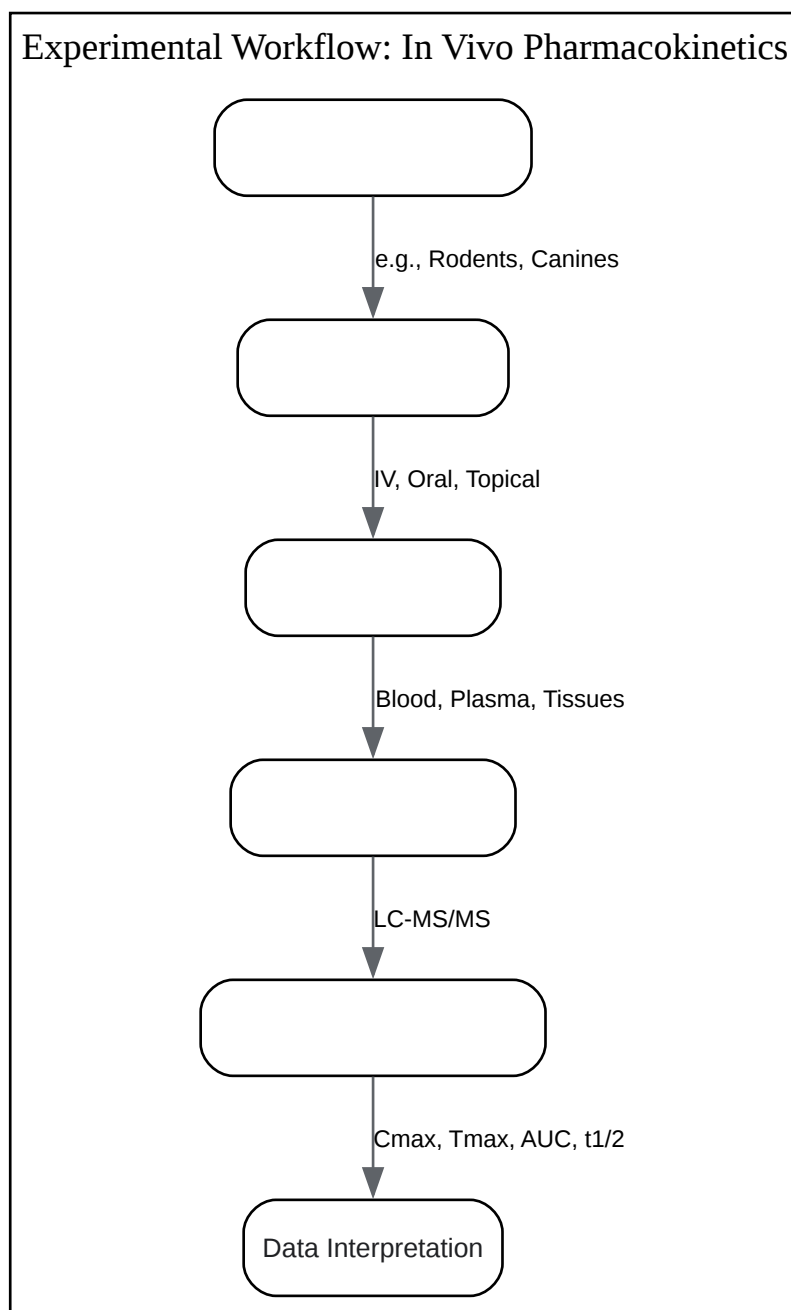 Experimental Workflow: In Vivo Pharmacokinetics
e.g., Rodents, Canines
IV, Oral, Topical
Blood, Plasma, Tissues
LC-MS/MS
Cmax, Tmax, AUC, t1/2
Data Interpretation